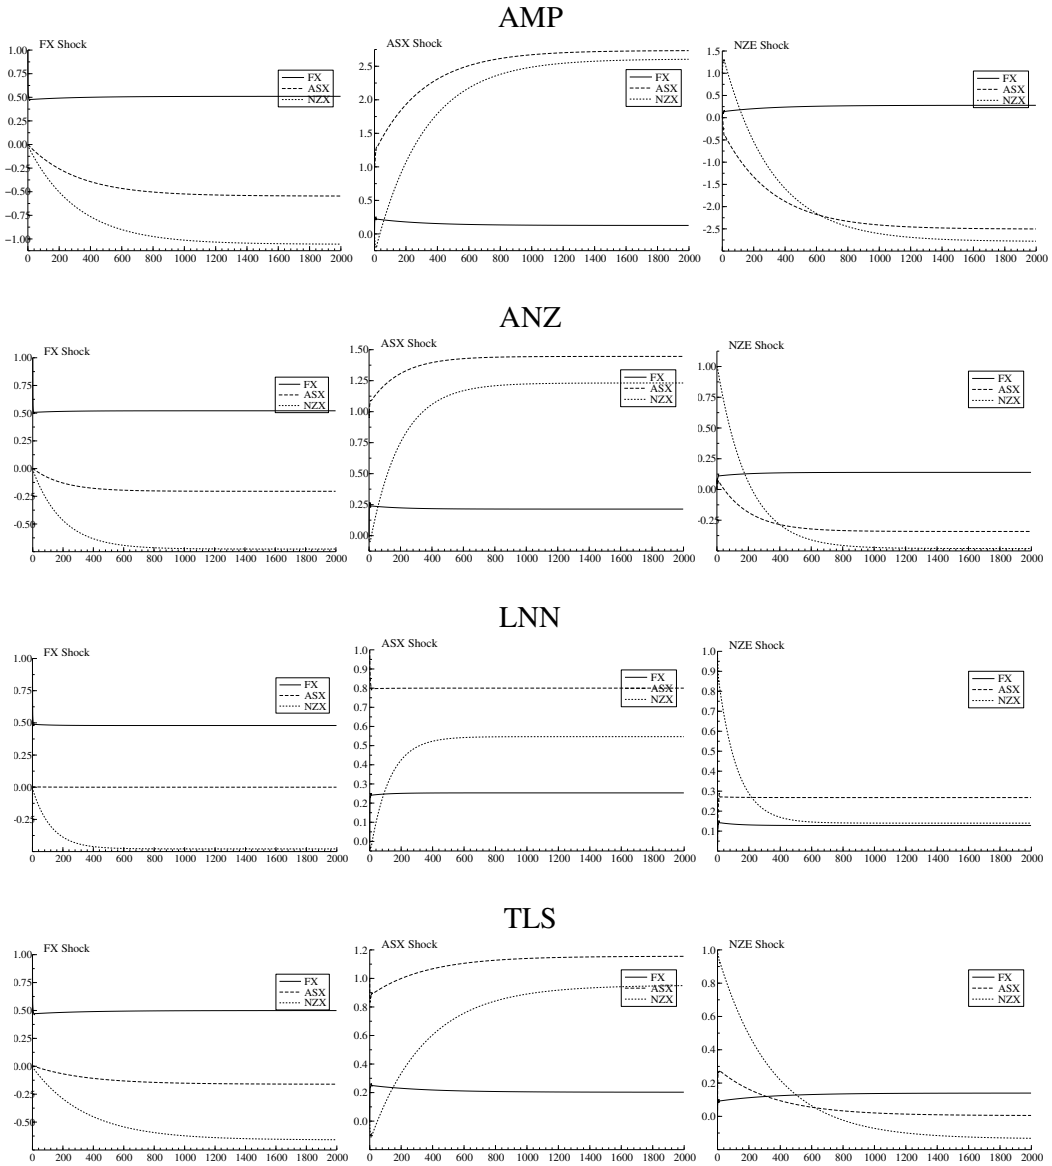 AMP
FX Shock
1.00
0.75
0.50
0.25
0.00
−0.25
−0.50
−0.75
−1.00
0 200 400 600 800 1000 1200 1400 1600 1800 2000
FX
ASX
NZX
ASX Shock
2.5
2.0
1.5
1.0
0.5
0.0
0 200 400 600 800 1000 1200 1400 1600 1800 2000
FX
ASX
NZX
NZE Shock
1.5
1.0
0.5
0.0
-0.5
-1.0
-1.5
-2.0
-2.5
0 200 400 600 800 1000 1200 1400 1600 1800 2000
FX
ASX
NZX
ANZ
FX Shock
1.00
0.75
0.50
0.25
0.00
-0.25
-0.50
0 200 400 600 800 1000 1200 1400 1600 1800 2000
FX
ASX
NZX
ASX Shock
1.50
1.25
1.00
0.75
0.50
0.25
0.00
0 200 400 600 800 1000 1200 1400 1600 1800 2000
FX
ASX
NZX
NZE Shock
1.00
0.75
0.50
0.25
0.00
-0.25
0 200 400 600 800 1000 1200 1400 1600 1800 2000
FX
ASX
NZX
LNN
FX Shock
1.00
0.75
0.50
0.25
0.00
-0.25
0 200 400 600 800 1000 1200 1400 1600 1800 2000
FX
ASX
NZX
ASX Shock
1.0
0.9
0.8
0.7
0.6
0.5
0.4
0.3
0.2
0.1
0.0
0 200 400 600 800 1000 1200 1400 1600 1800 2000
FX
ASX
NZX
NZE Shock
1.0
0.9
0.8
0.7
0.6
0.5
0.4
0.3
0.2
0.1
0 200 400 600 800 1000 1200 1400 1600 1800 2000
FX
ASX
NZX
TLS
FX Shock
1.00
0.75
0.50
0.25
0.00
-0.25
-0.50
0 200 400 600 800 1000 1200 1400 1600 1800 2000
FX
ASX
NZX
ASX Shock
1.2
1.0
0.8
0.6
0.4
0.2
0.0
0 200 400 600 800 1000 1200 1400 1600 1800 2000
FX
ASX
NZX
NZE Shock
1.0
0.8
0.6
0.4
0.2
0.0
0 200 400 600 800 1000 1200 1400 1600 1800 2000
FX
ASX
NZX